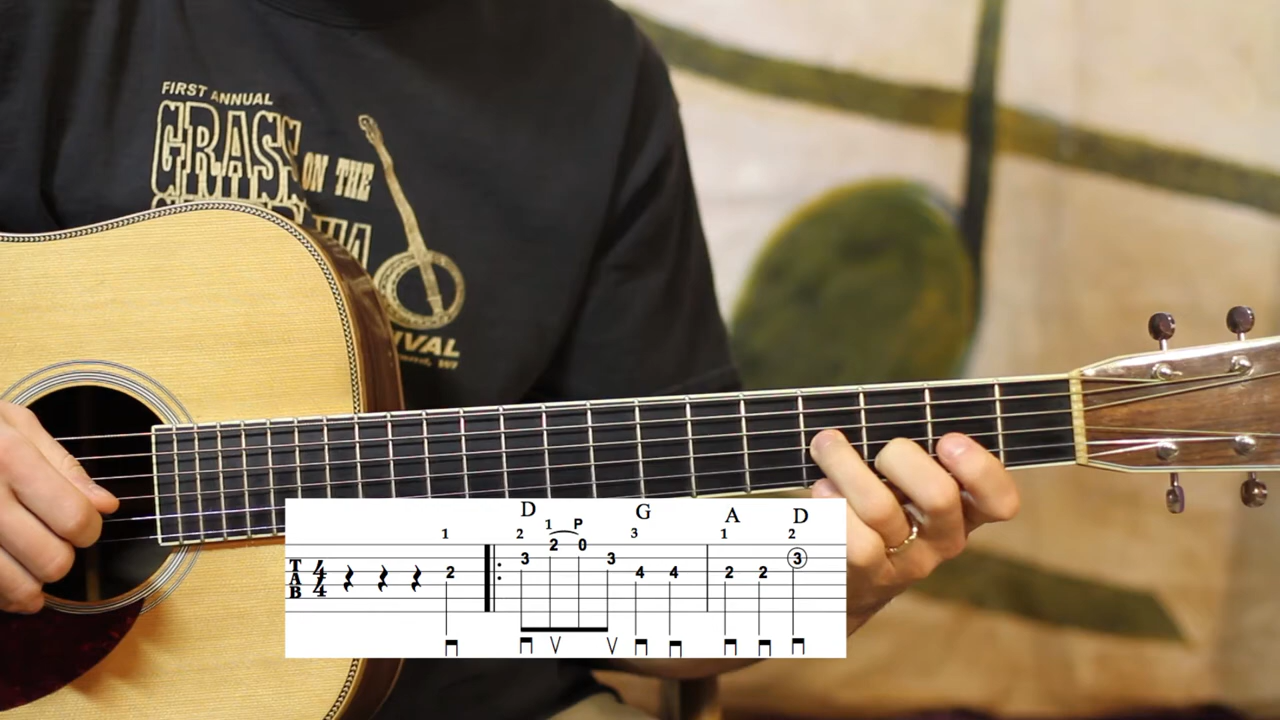 FIRST ANNUAL
GRASS
ON THE
IVAL
D G A D
1 2 1 P 3 1 2
T A B 4 4 2 3 2 0 3 4 4 2 2 3